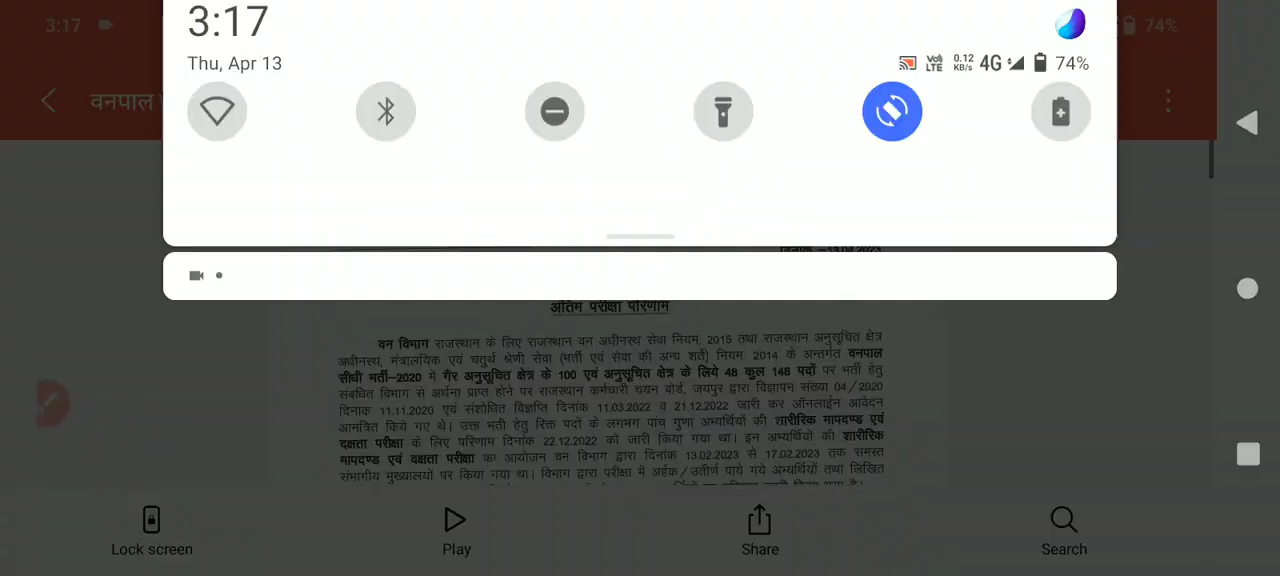 3:17
74%
3:17
Thu, Apr 13
Vo)) LTE 0.12 KB/s 4G 74%
वनपाल
दिनांक –13.04.2023
अंतिम परीक्षा परिणाम
वन विभाग राजस्थान के लिए राजस्थान वन अधीनस्थ सेवा नियम, 2015 तथा राजस्थान अनुसूचित क्षेत्र
अधीनस्थ, मंत्रालयिक एवं चतुर्थ श्रेणी सेवा (भर्ती एवं सेवा की अन्य शर्तें) नियम, 2014 के अन्तर्गत वनपाल
सीधी भर्ती–2020 मे गैर अनुसूचित क्षेत्र के 100 एवं अनुसूचित क्षेत्र के लिये 48 कुल 148 पदों पर भर्ती हेतु
संबधित विभाग से अर्थना प्राप्त होने पर राजस्थान कर्मचारी चयन बोर्ड, जयपुर द्वारा विज्ञापन संख्या 04/2020
दिनांक 11.11.2020 एवं संशोधित विज्ञप्ति दिनांक 11.03.2022 व 21.12.2022 जारी कर ऑनलाईन आवेदन
आमंत्रित किये गए थे। उक्त भर्ती हेतु रिक्त पदों के लगभग पांच गुणा अभ्यर्थियों की शारीरिक मापदण्ड एवं
दक्षता परीक्षा के लिए परिणाम दिनांक 22.12.2022 को जारी किया गया था। इन अभ्यर्थियों की शारीरिक
मापदण्ड एवं दक्षता परीक्षा का आयोजन वन विभाग द्वारा दिनांक 13.02.2023 से 17.02.2023 तक समस्त
संभागीय मुख्यालयों पर किया गया था। विभाग द्वारा परीक्षा मे अर्हक/उत्तीर्ण पाये गये अभ्यर्थियों तथा लिखित
Lock screen
Play
Share
Search